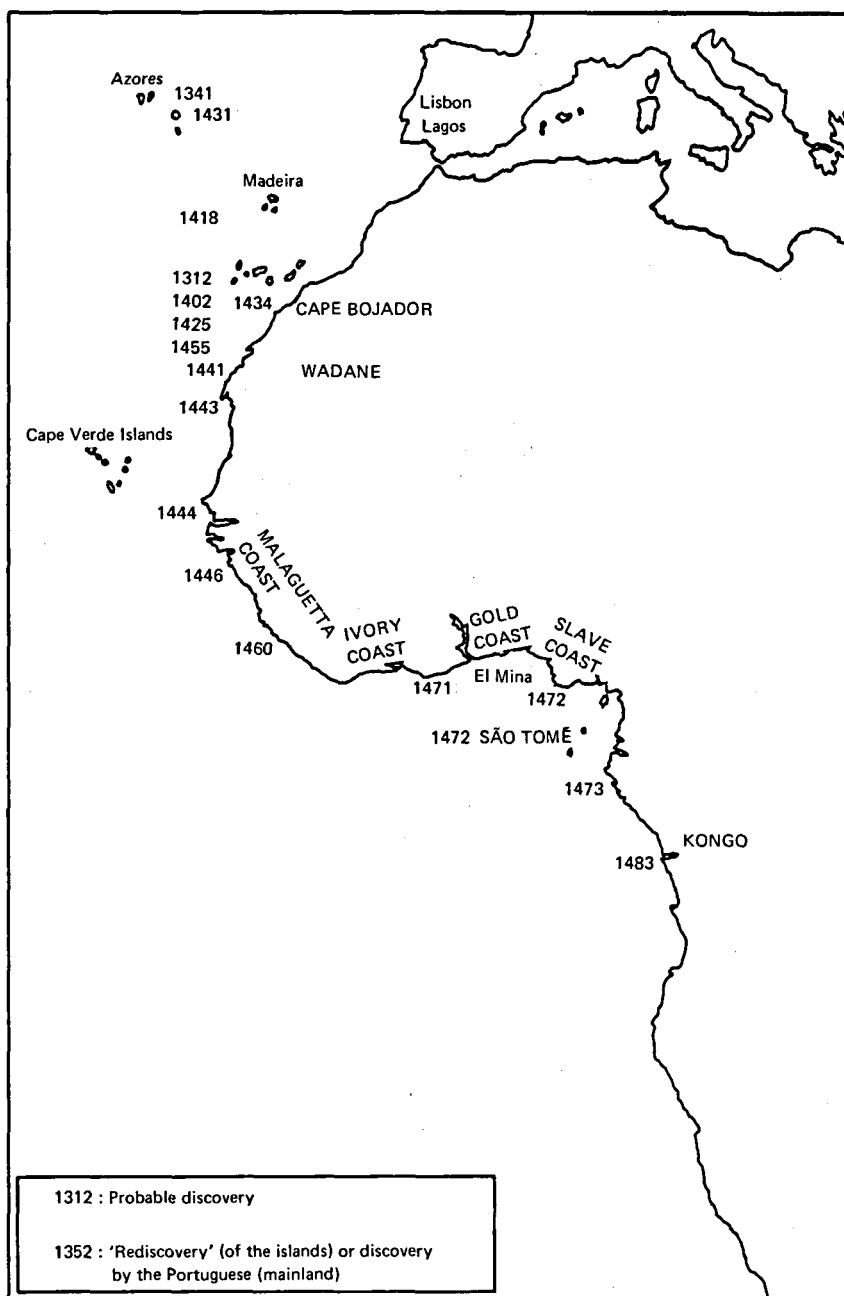 Azores
1341
1431
Lisbon
Lagos
Madeira
1418
1312
1402
1434
CAPE BOJADOR
1425
1455
1441
WADANE
1443
Cape Verde Islands
1444
MALAGUETTA
COAST
1446
1460
IVORY
COAST
GOLD
COAST
SLAVE
COAST
1471
El Mina
1472
1472 SÃO TOMÉ
1473
KONGO
1483
1312 : Probable discovery
1352 : 'Rediscovery' (of the islands) or discovery
by the Portuguese (mainland)